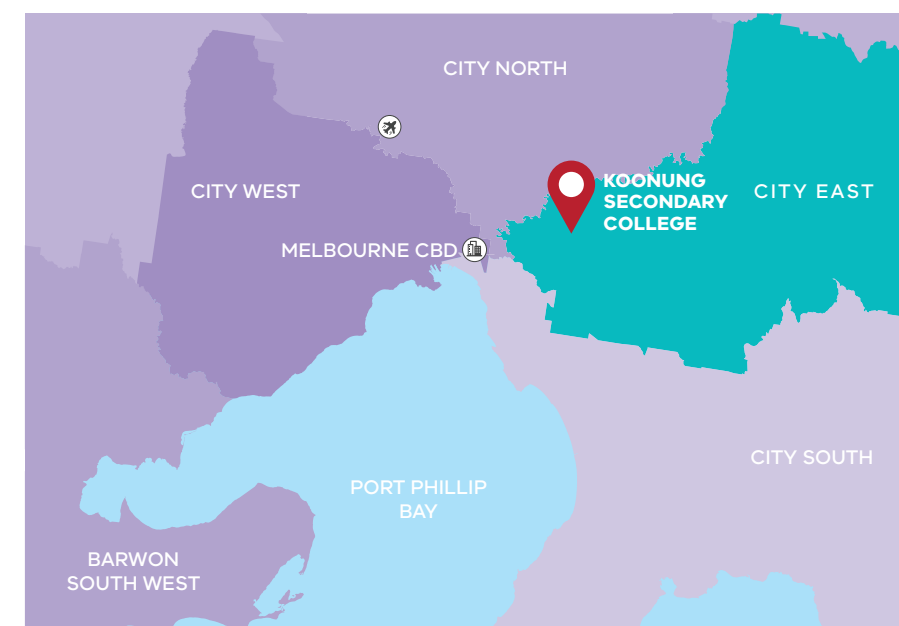 CITY NORTH
CITY WEST
KOONUNG
SECONDARY
COLLEGE
CITY EAST
MELBOURNE CBD
CITY SOUTH
PORT PHILLIP
BAY
BARWON
SOUTH WEST